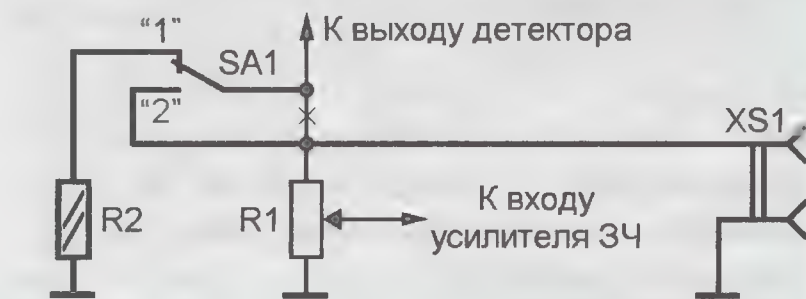 “1”
К выходу детектора
SA1
“2”
XS1
R2
R1
К входу
усилителя ЗЧ